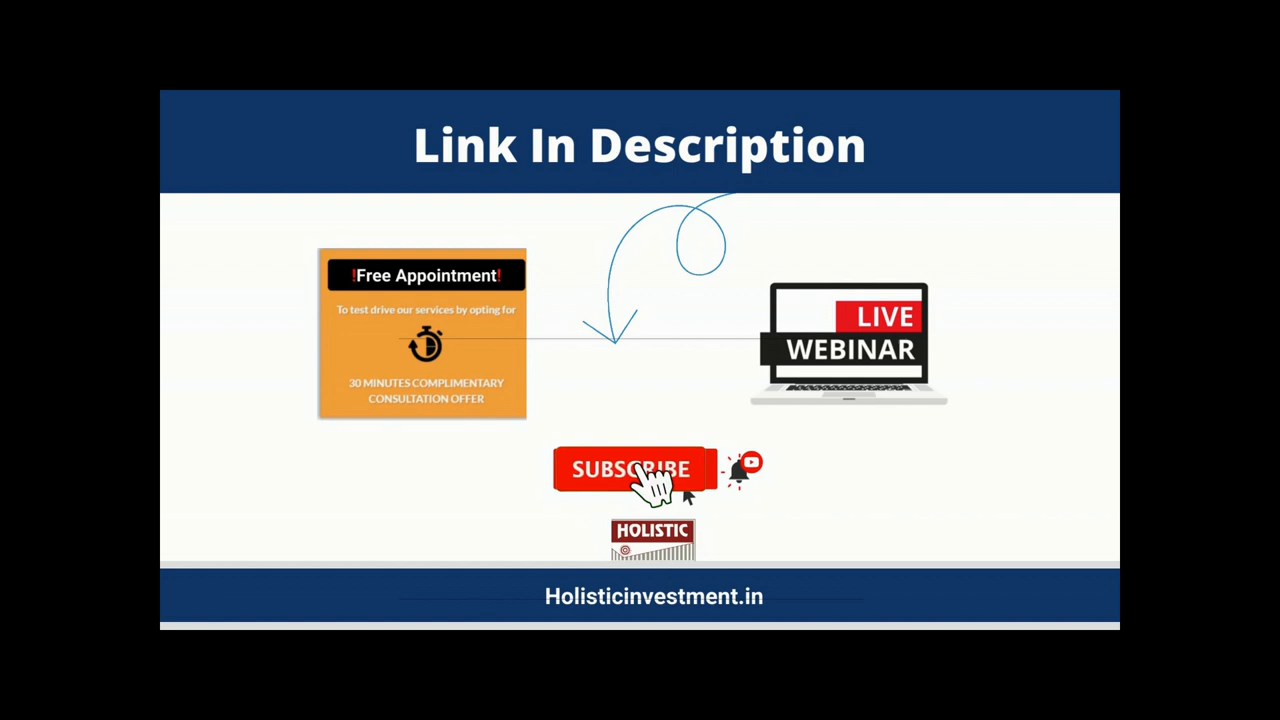 Link In Description
!Free Appointment!
To test drive our services by opting for
30 MINUTES COMPLIMENTARY
CONSULTATION OFFER
LIVE
WEBINAR
SUBSCRIBE
HOLISTIC
Holisticinvestment.in